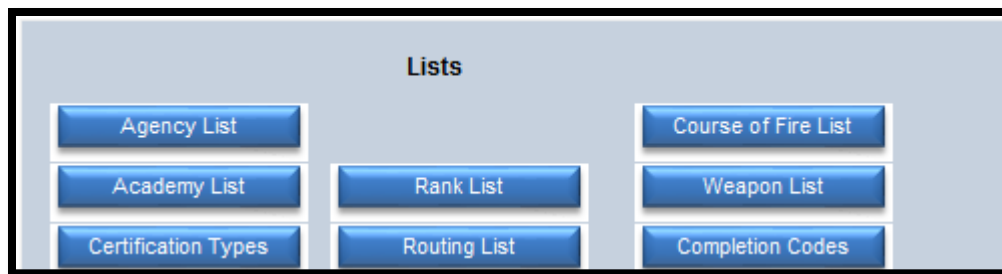 Lists
Agency List
Course of Fire List
Academy List
Rank List
Weapon List
Certification Types
Routing List
Completion Codes